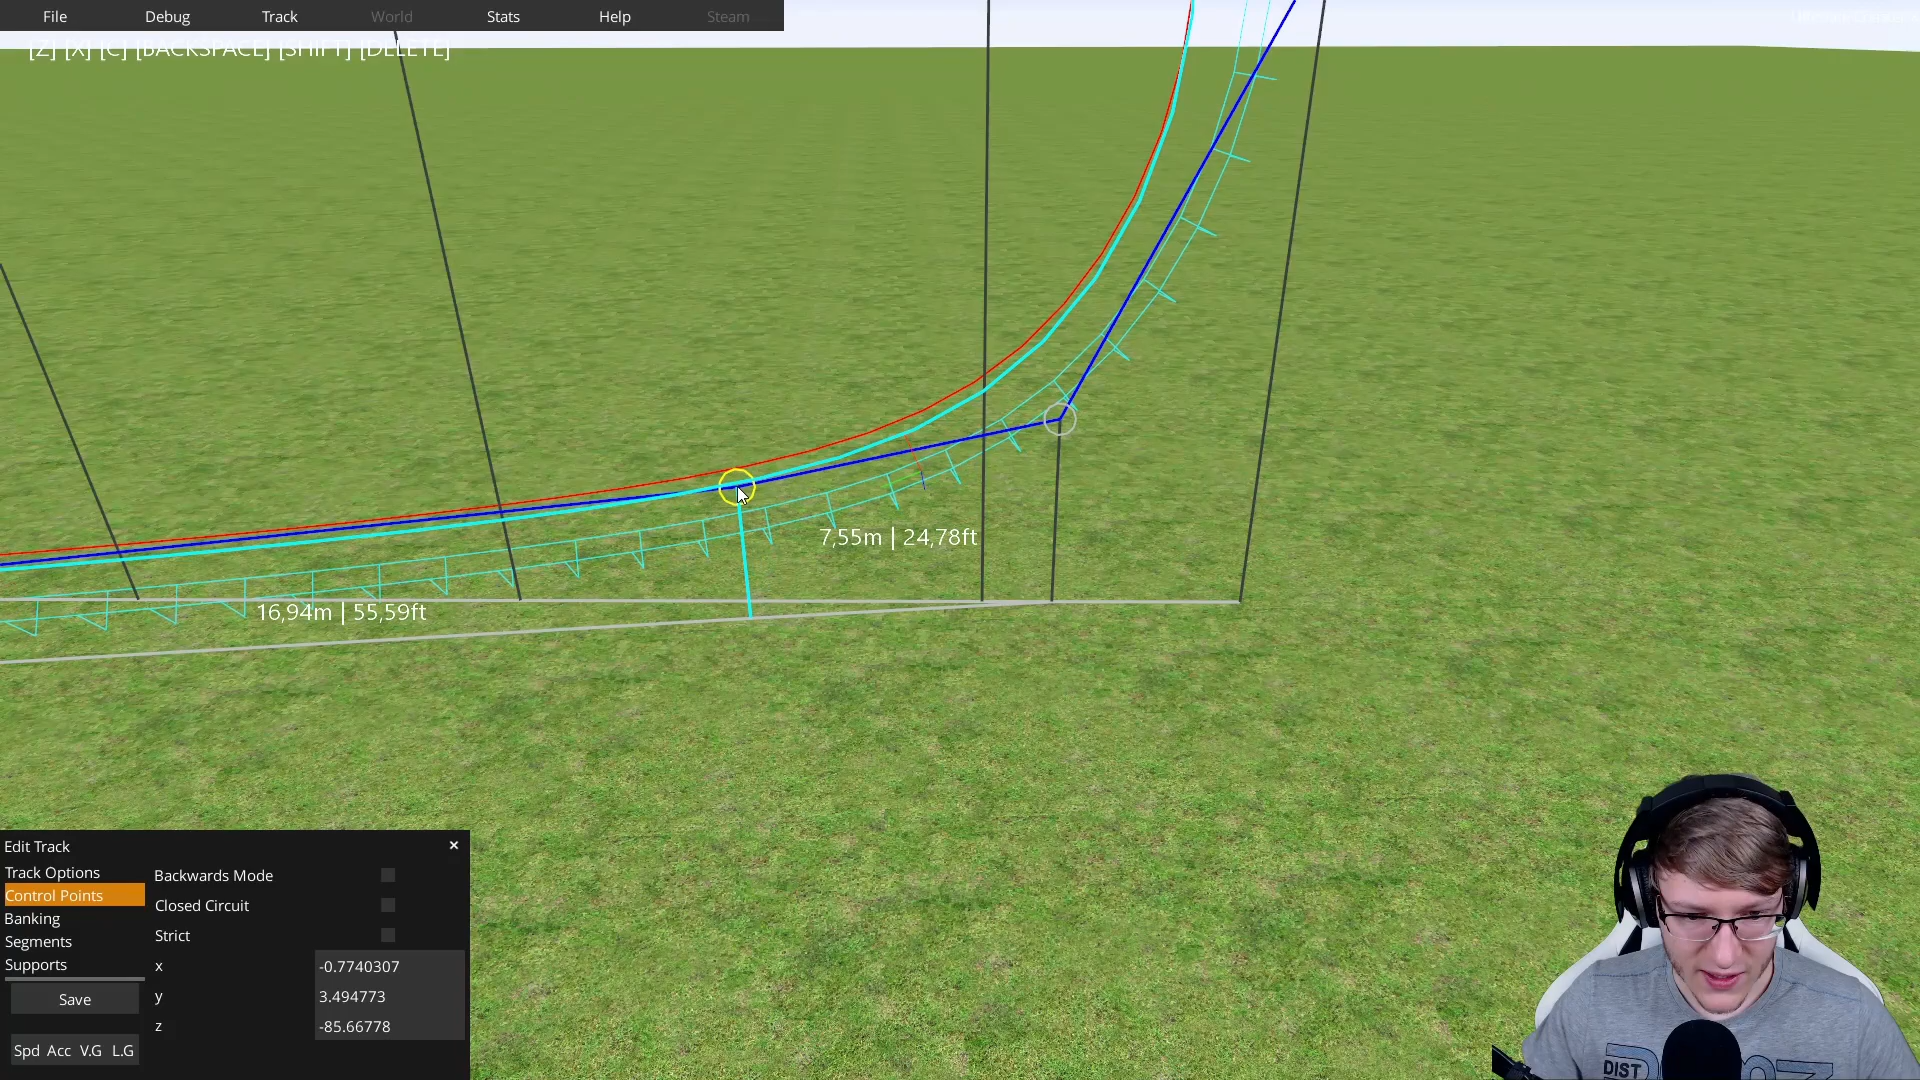 File Debug Track World Stats Help Steam
[Z] [X] [C] [BACKSPACE] [SHIFT] [DELETE]
7,55m | 24,78ft
16,94m | 55,59ft
Edit Track ×
Track Options
Control Points
Banking
Segments
Supports
Save
Spd Acc V.G L.G
Backwards Mode
Closed Circuit
Strict
x -0.7740307
y 3.494773
z -85.66778
DIST